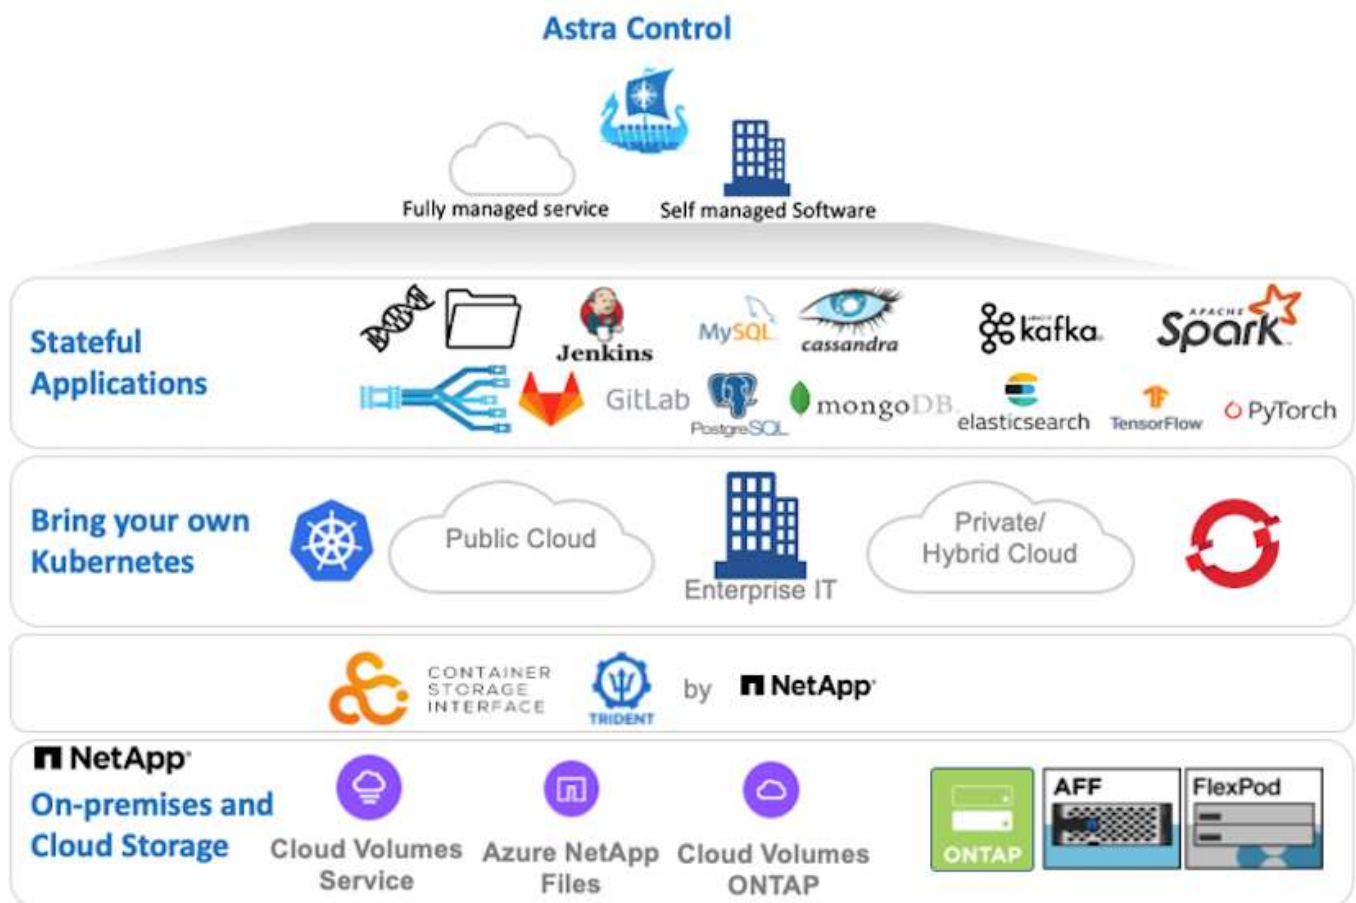 Astra Control
Fully managed service
Self managed Software
Stateful
Applications
Jenkins
MySQL
cassandra
kafka
APACHE
Spark
GitLab
PostgreSQL
mongoDB
elasticsearch
TensorFlow
PyTorch
Bring your own
Kubernetes
Public Cloud
Enterprise IT
Private/
Hybrid Cloud
CONTAINER
STORAGE
INTERFACE
TRIDENT
by
NetApp
NetApp
On-premises and
Cloud Storage
Cloud Volumes
Service
Azure NetApp
Files
Cloud Volumes
ONTAP
ONTAP
AFF
FlexPod